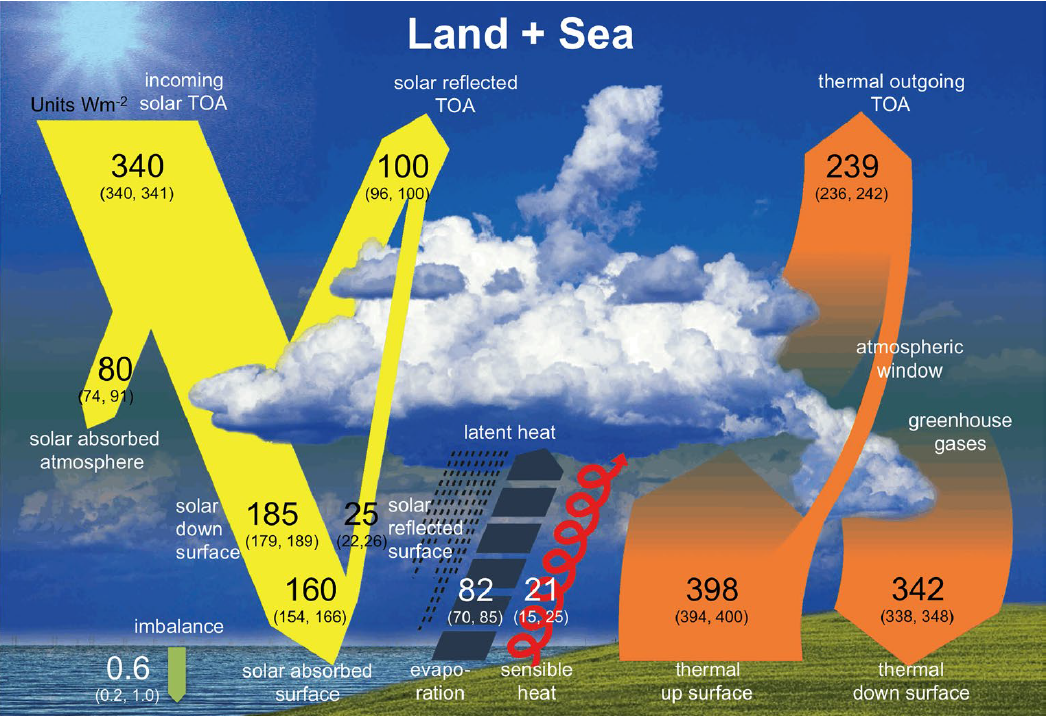 Land + Sea
Units Wm-2
incoming
solar TOA
solar reflected
TOA
thermal outgoing
TOA
340
(340, 341)
100
(96, 100)
239
(236, 242)
80
(74, 91)
solar absorbed
atmosphere
atmospheric
window
greenhouse
gases
latent heat
solar
down
surface
185
(179, 189)
25
(22,26)
solar
reflected
surface
160
(154, 166)
82
(70, 85)
21
(15, 25)
398
(394, 400)
342
(338, 348)
imbalance
0.6
(0.2, 1.0)
solar absorbed
surface
evapo-
ration
sensible
heat
thermal
up surface
thermal
down surface